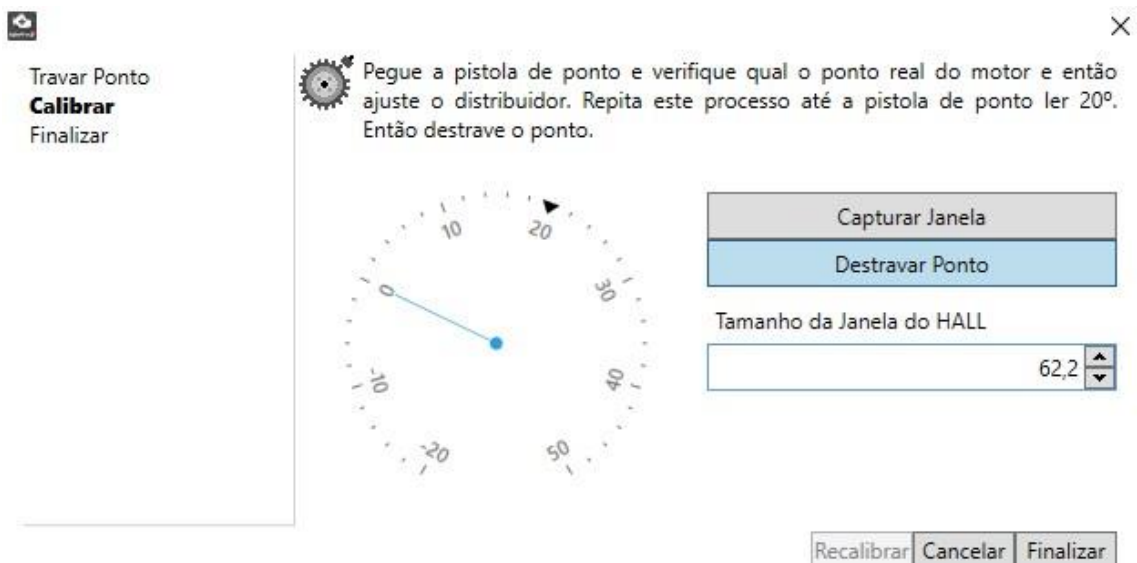 Travar Ponto
Calibrar
Finalizar
Pegue a pistola de ponto e verifique qual o ponto real do motor e então
ajuste o distribuidor. Repita este processo até a pistola de ponto ler 20º.
Então destrave o ponto.
-20
-10
0
10
20
30
40
50
Capturar Janela
Destravar Ponto
Tamanho da Janela do HALL
62,2
Recalibrar Cancelar Finalizar